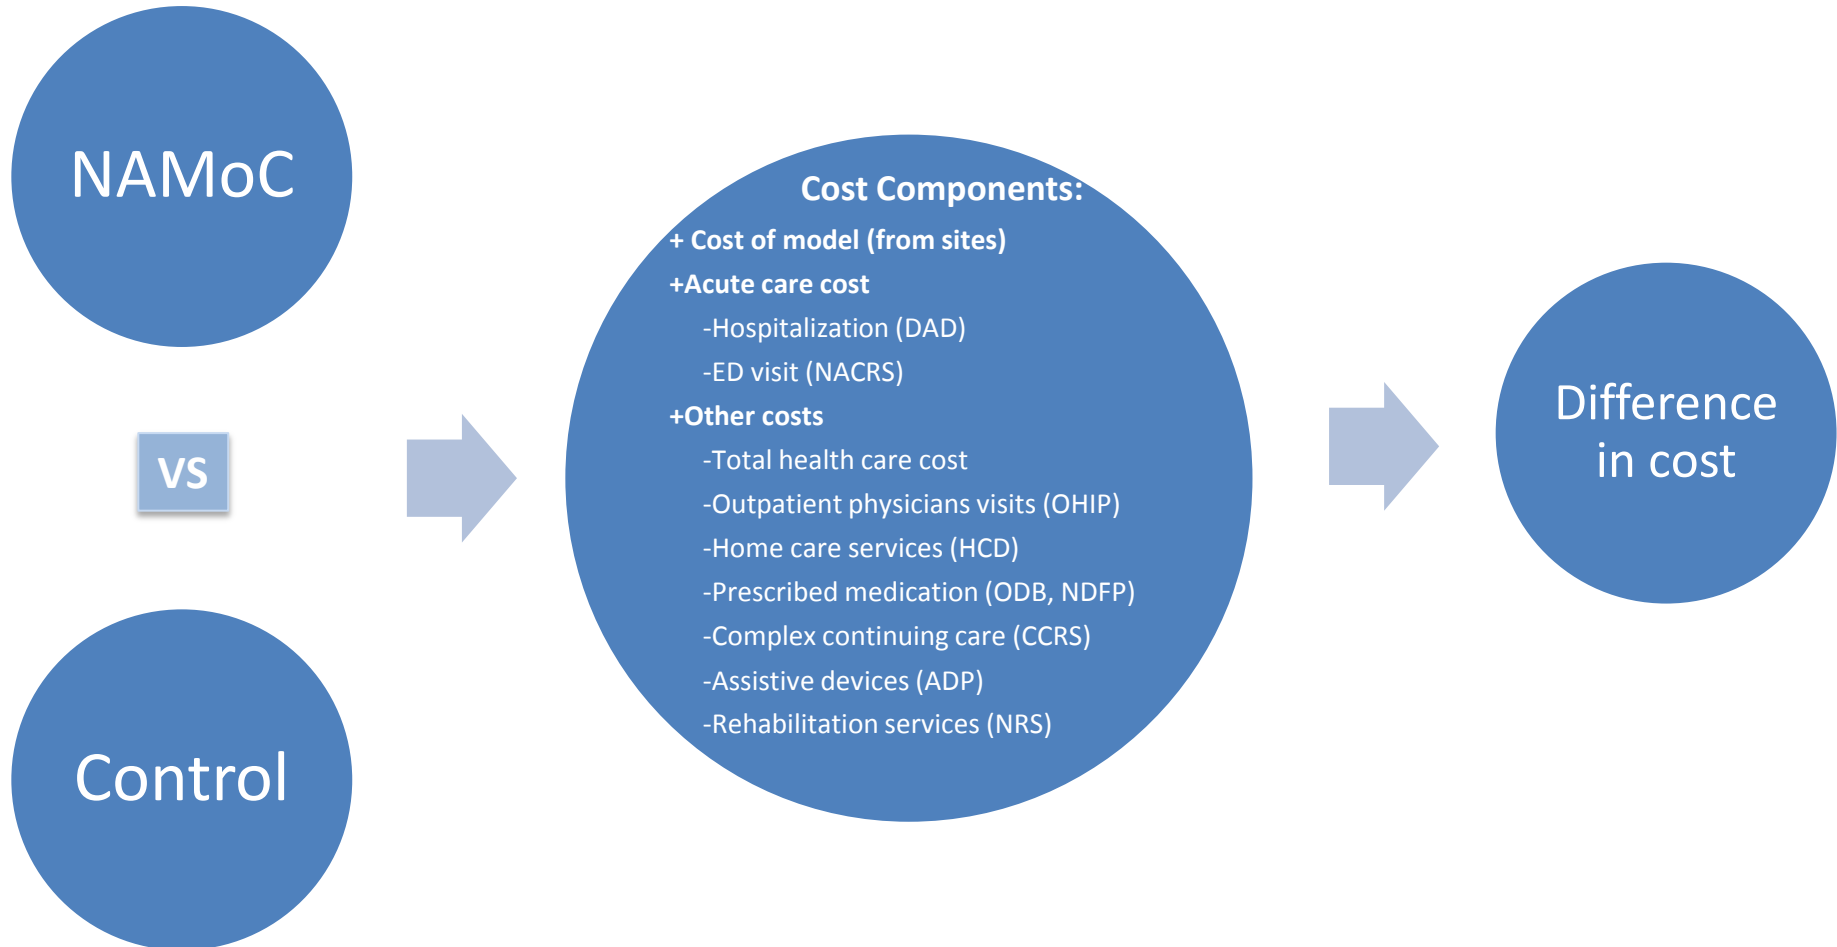 NAMoC
VS
Control
Cost Components:
+ Cost of model (from sites)
+Acute care cost
-Hospitalization (DAD)
-ED visit (NACRS)
+Other costs
-Total health care cost
-Outpatient physicians visits (OHIP)
-Home care services (HCD)
-Prescribed medication (ODB, NDFP)
-Complex continuing care (CCRS)
-Assistive devices (ADP)
-Rehabilitation services (NRS)
Difference
in cost